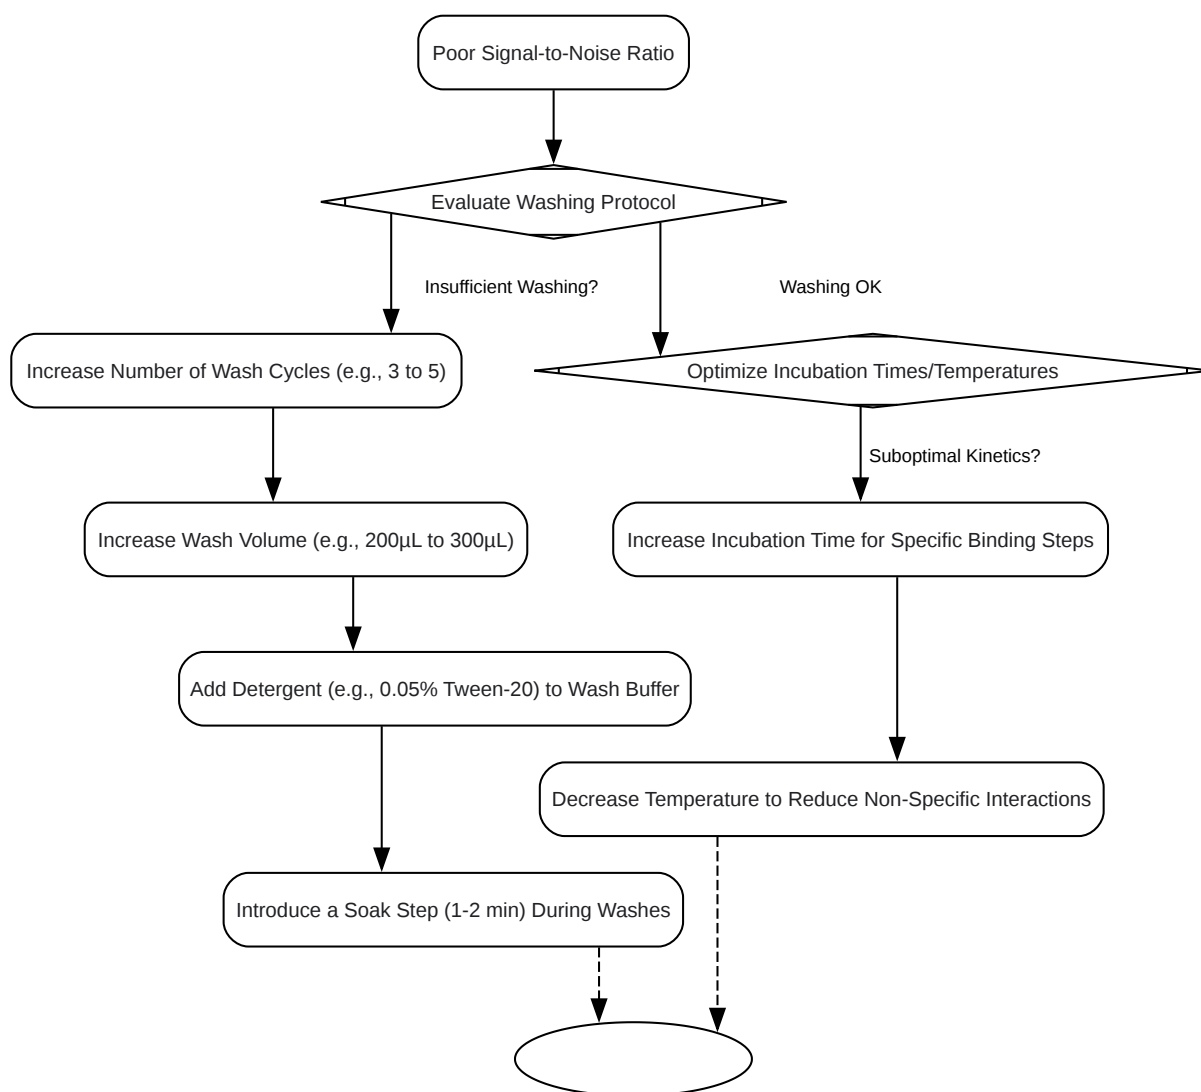 Poor Signal-to-Noise Ratio
Evaluate Washing Protocol
Insufficient Washing?
Washing OK
Increase Number of Wash Cycles (e.g., 3 to 5)
Optimize Incubation Times/Temperatures
Suboptimal Kinetics?
Increase Wash Volume (e.g., 200µL to 300µL)
Increase Incubation Time for Specific Binding Steps
Add Detergent (e.g., 0.05% Tween-20) to Wash Buffer
Decrease Temperature to Reduce Non-Specific Interactions
Introduce a Soak Step (1-2 min) During Washes